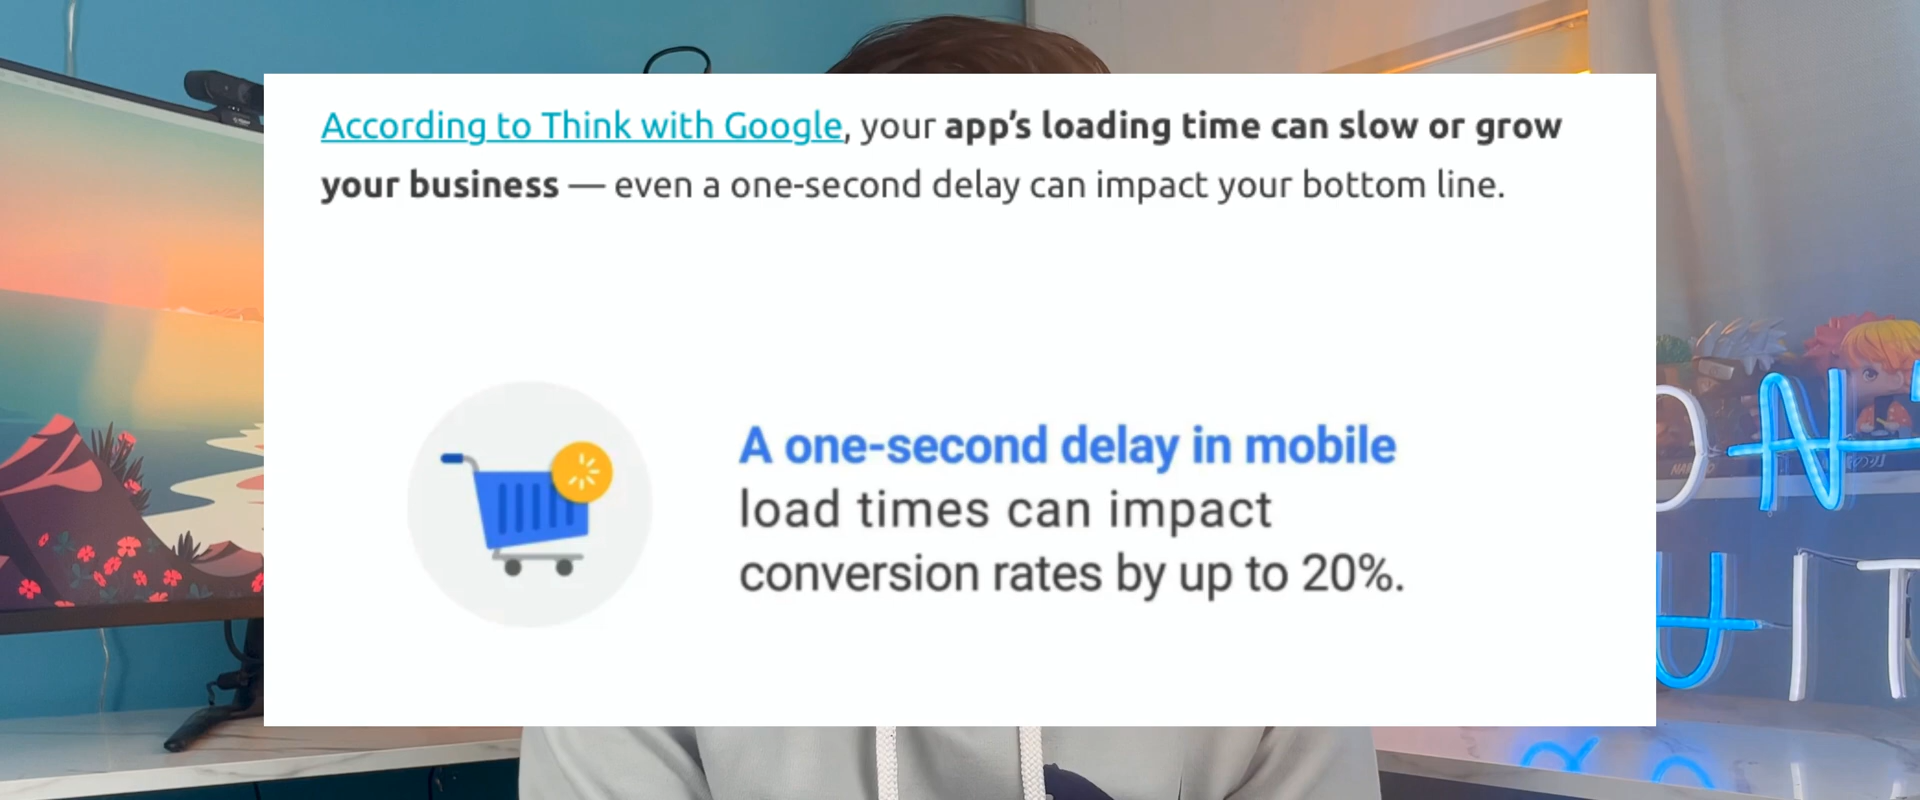 According to Think with Google, your app's loading time can slow or grow
your business — even a one-second delay can impact your bottom line.
A one-second delay in mobile
load times can impact
conversion rates by up to 20%.